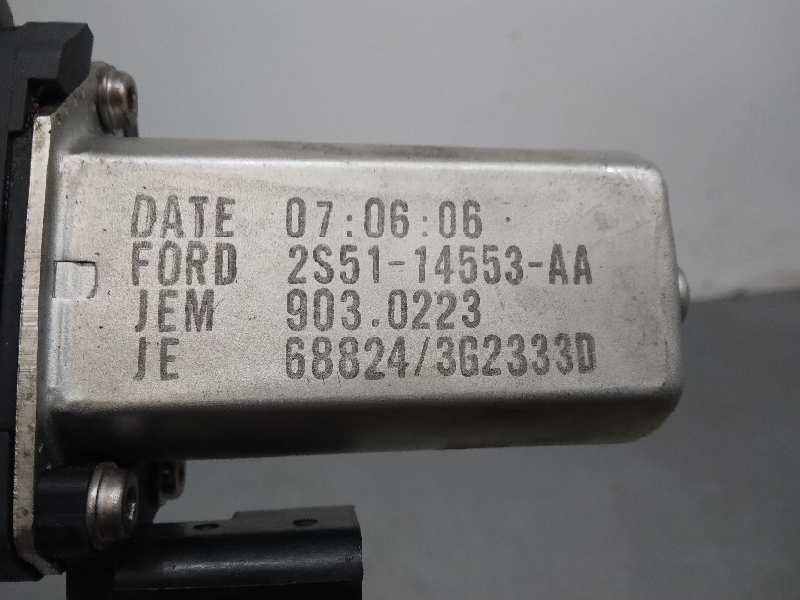 DATE 07:06:06
FORD 2S51-14553-AA
JEM 903.0223
JE 68824/3G2333D